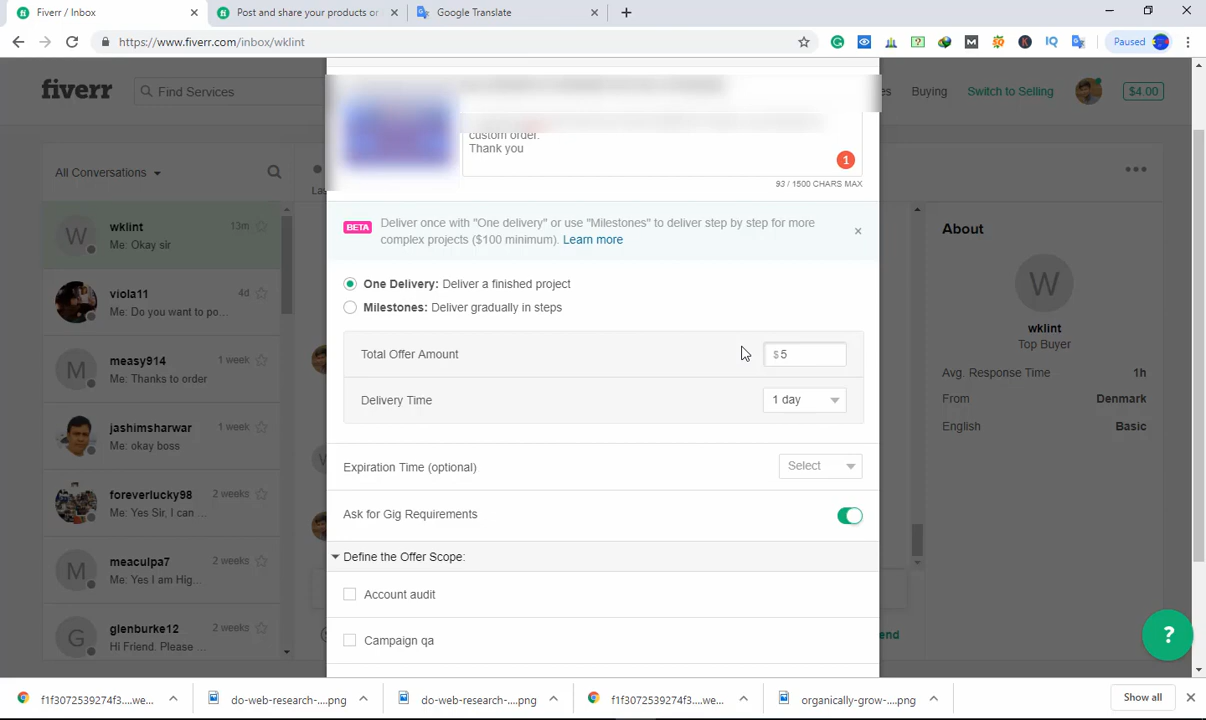 Fiverr / Inbox
Post and share your products or
Google Translate
https://www.fiverr.com/inbox/wklint
Paused
fiverr
Find Services
es
Buying
Switch to Selling
$4.00
custom order.
Thank you
1
93 / 1500 CHARS MAX
All Conversations
La
W
wklint
13m
Me: Okay sir
viola11
4d
Me: Do you want to po...
measy914
1 week
Me: Thanks to order
jashimsharwar
1 week
Me: okay boss
foreverlucky98
2 weeks
Me: Yes Sir, I can ...
M
meaculpa7
2 weeks
Me: Yes I am Hig...
G
glenburke12
2 weeks
Hi Friend. Please ...
BETA
Deliver once with "One delivery" or use "Milestones" to deliver step by step for more
complex projects ($100 minimum). Learn more
One Delivery: Deliver a finished project
Milestones: Deliver gradually in steps
Total Offer Amount
$5
Delivery Time
1 day
Expiration Time (optional)
Select
Ask for Gig Requirements
Define the Offer Scope:
Account audit
Campaign qa
About
W
wklint
Top Buyer
Avg. Response Time
1h
From
Denmark
English
Basic
end
?
f1f3072539274f3....we...
do-web-research-....png
do-web-research-....png
f1f3072539274f3....we...
organically-grow-....png
Show all